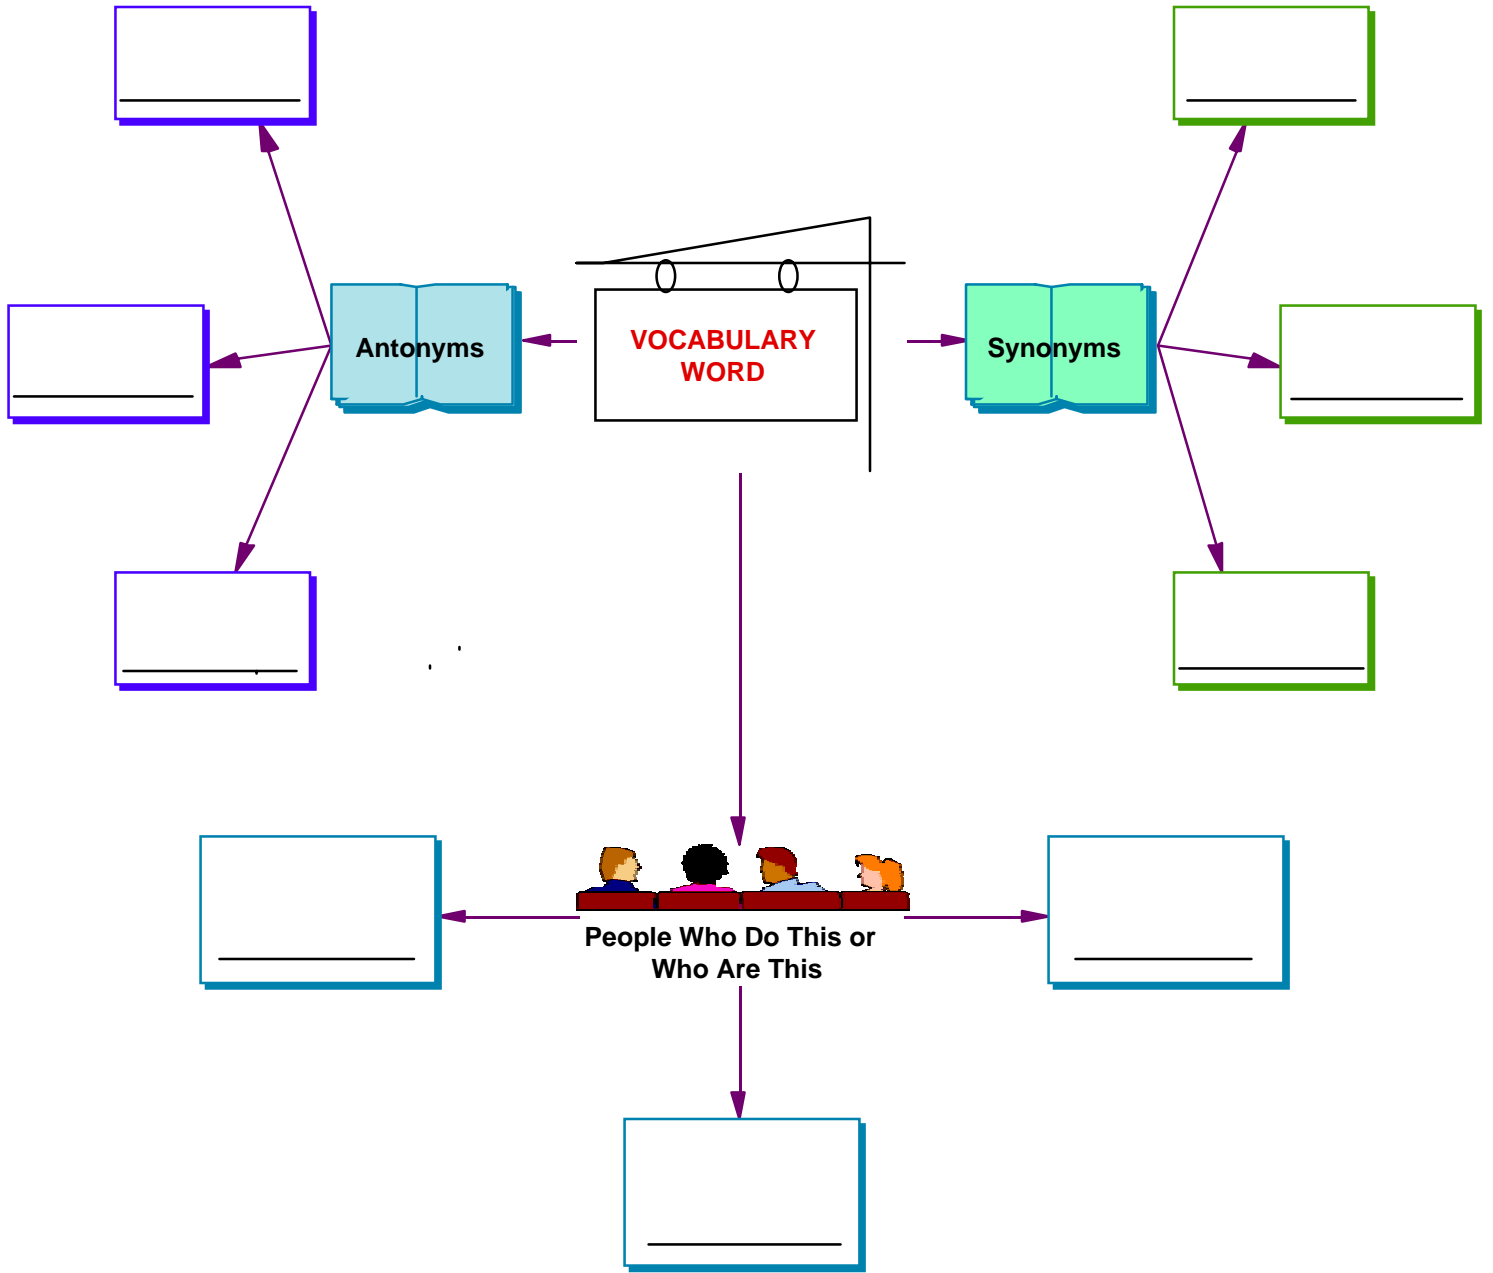 VOCABULARY
WORD
Antonyms
Synonyms
People Who Do This or
Who Are This